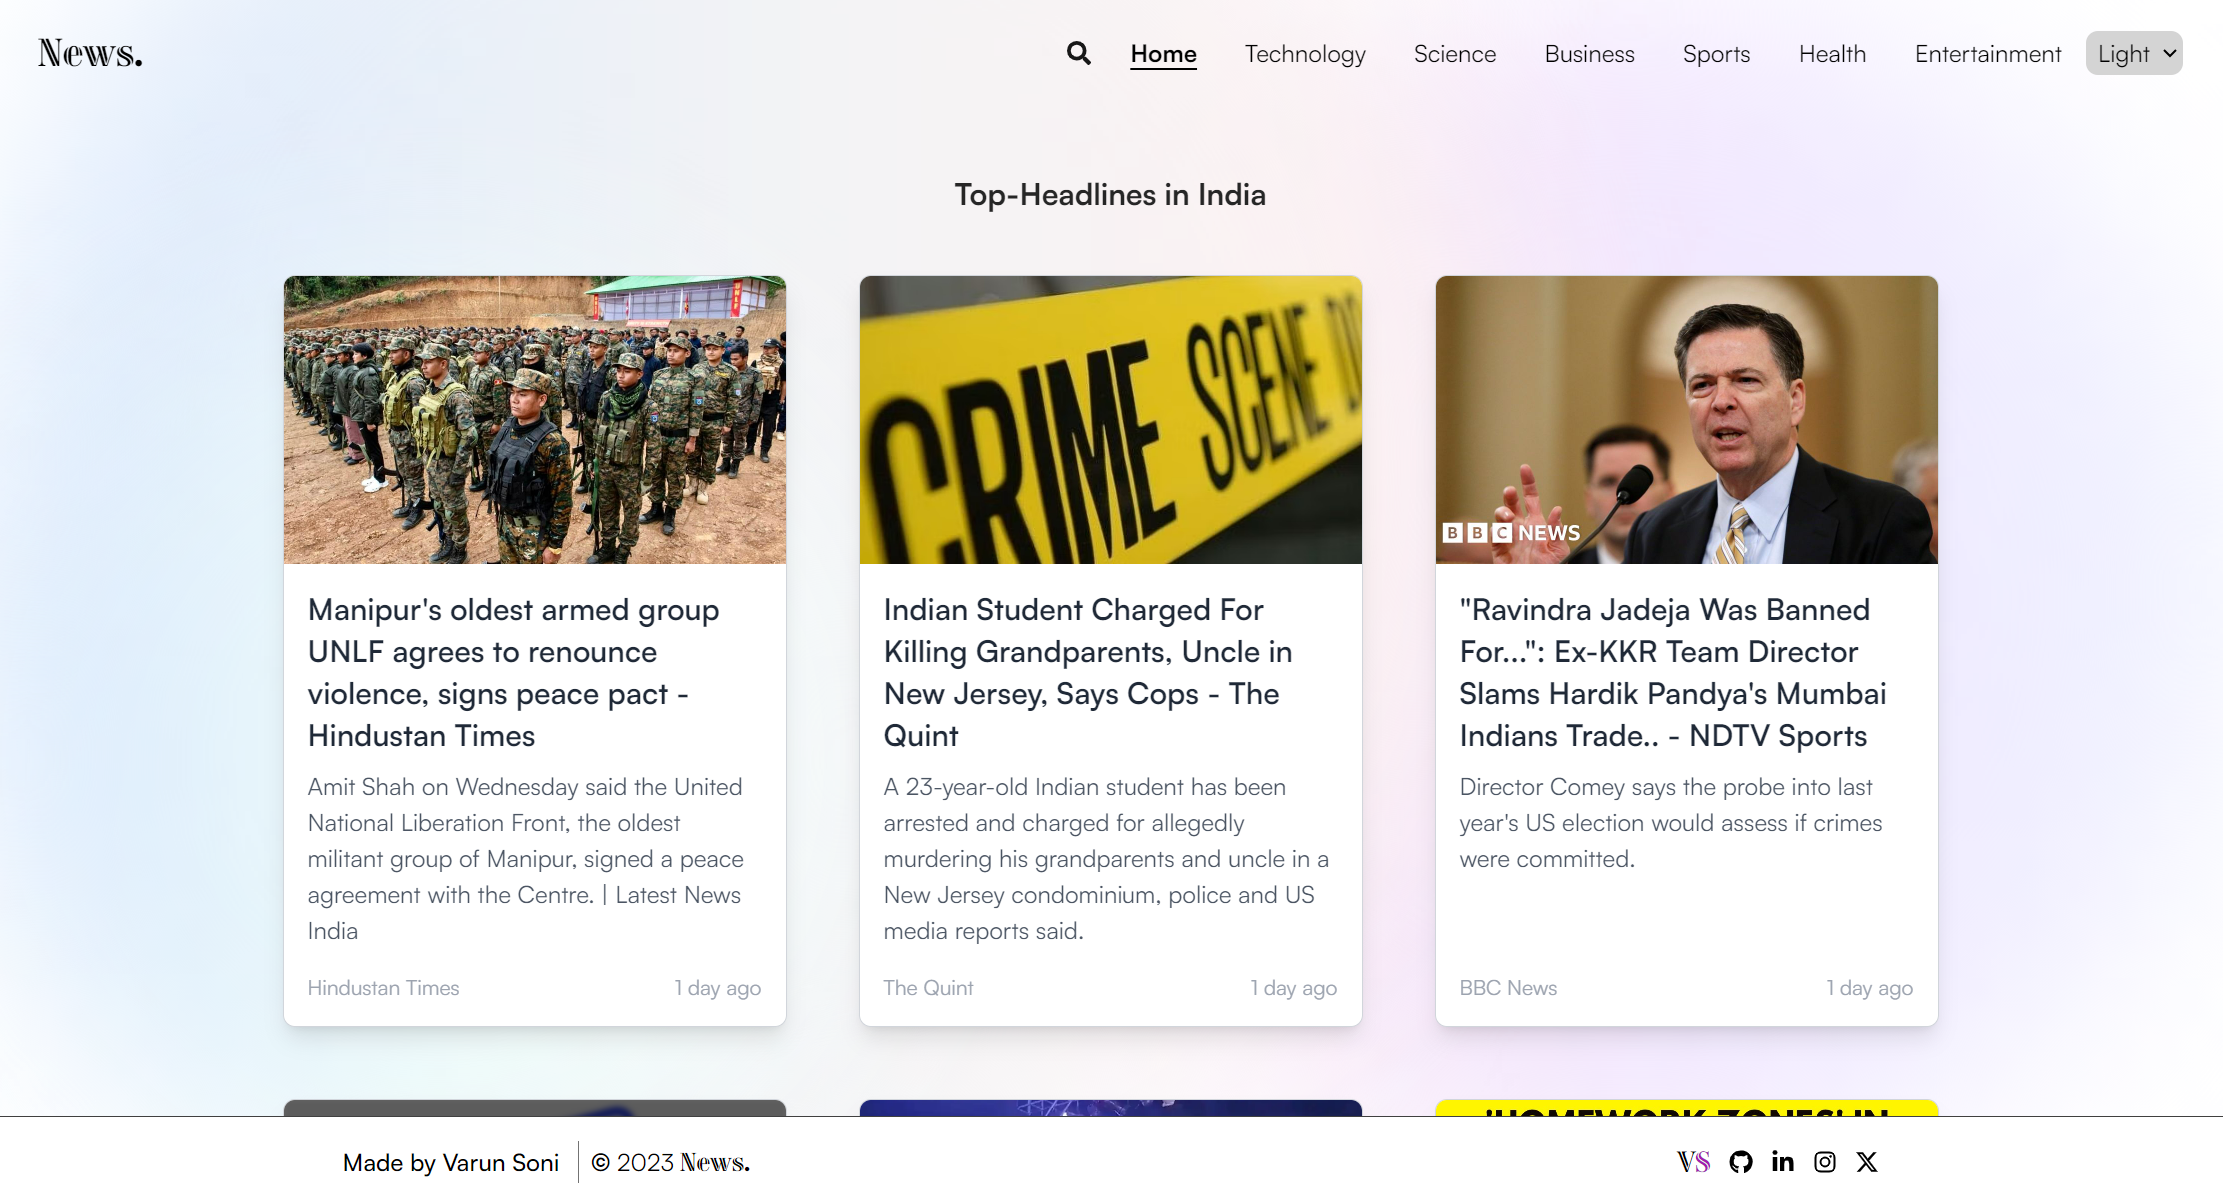 News.
Home
Technology
Science
Business
Sports
Health
Entertainment
Light
Top-Headlines in India
UNLF
CRIME SCENE D
BBC NEWS
Manipur's oldest armed group
UNLF agrees to renounce
violence, signs peace pact -
Hindustan Times
Amit Shah on Wednesday said the United
National Liberation Front, the oldest
militant group of Manipur, signed a peace
agreement with the Centre. | Latest News
India
Hindustan Times
1 day ago
Indian Student Charged For
Killing Grandparents, Uncle in
New Jersey, Says Cops - The
Quint
A 23-year-old Indian student has been
arrested and charged for allegedly
murdering his grandparents and uncle in a
New Jersey condominium, police and US
media reports said.
The Quint
1 day ago
"Ravindra Jadeja Was Banned
For...": Ex-KKR Team Director
Slams Hardik Pandya's Mumbai
Indians Trade.. - NDTV Sports
Director Comey says the probe into last
year's US election would assess if crimes
were committed.
BBC News
1 day ago
'HOMEWORK ZONES' IN
Made by Varun Soni
© 2023 News.
VS